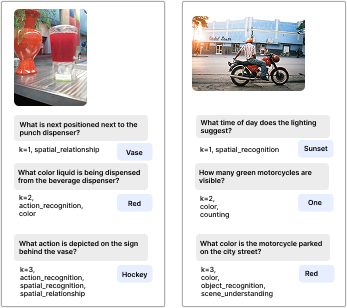 What is next positioned next to the
punch dispenser?
k=1, spatial_relationship
Vase
What color liquid is being dispensed
from the beverage dispenser?
k=2,
action_recognition,
color
Red
What action is depicted on the sign
behind the vase?
k=3,
action_recognition,
spatial_recognition,
spatial_relationship
Hockey
What time of day does the lighting
suggest?
k=1, spatial_recognition
Sunset
How many green motorcycles are
visible?
k=2,
color,
counting
One
What color is the motorcycle parked
on the city street?
k=3,
color,
object_recognition,
scene_understanding
Red